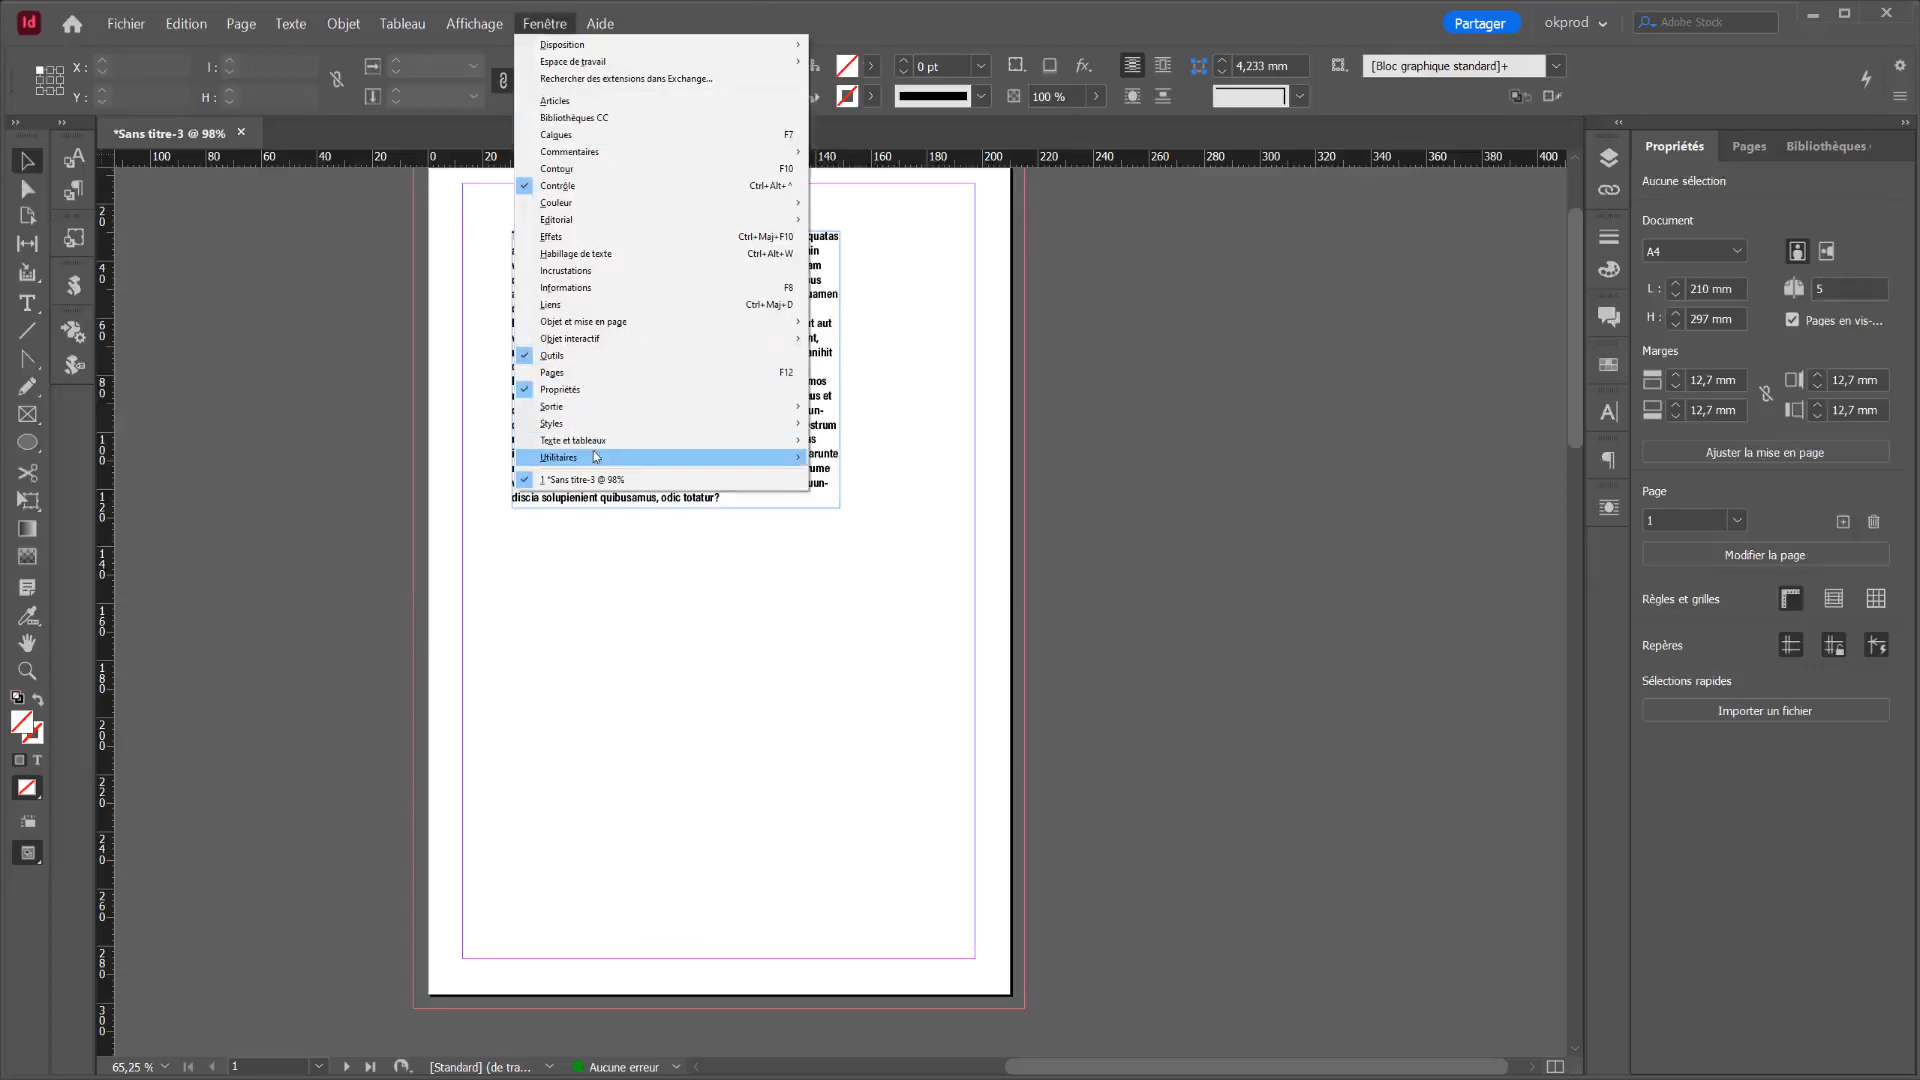 Id Fichier Edition Page Texte Objet Tableau Affichage Fenêtre Aide Partager okprod Adobe Stock
X: I: 0 pt 4,233 mm [Bloc graphique standard]+
Y: H: 100 %
*Sans titre-3 @ 98%
100 80 60 40 20 0 20 140 160 180 200 220 240 260 280 300 320 340 360 380 400
Disposition
Espace de travail
Rechercher des extensions dans Exchange...
Articles
Bibliothèques CC
Calques F7
Commentaires
Contour F10
Contrôle Ctrl+Alt+^
Couleur
Editorial
Effets Ctrl+Maj+F10
Habillage de texte Ctrl+Alt+W
Incrustations
Informations F8
Liens Ctrl+Maj+D
Objet et mise en page
Objet interactif
Outils
Pages F12
Propriétés
Sortie
Styles
Texte et tableaux
Utilitaires
1 *Sans titre-3 @ 98%
quatas
in
am
ous
uamen
t aut
nt,
anihit
mos
us et
un-
strum
as
arunte
ume
uun-
discia solupienient quibusamus, odic totatur?
20
40
60
80
100
120
140
160
180
200
220
240
260
280
300
Propriétés Pages Bibliothèques
Aucune sélection
Document
A4
L : 210 mm 5
H : 297 mm Pages en vis-...
Marges
12,7 mm 12,7 mm
12,7 mm 12,7 mm
Ajuster la mise en page
Page
1
Modifier la page
Règles et grilles
Repères
Sélections rapides
Importer un fichier
65,25 % 1 [Standard] (de tra... Aucune erreur